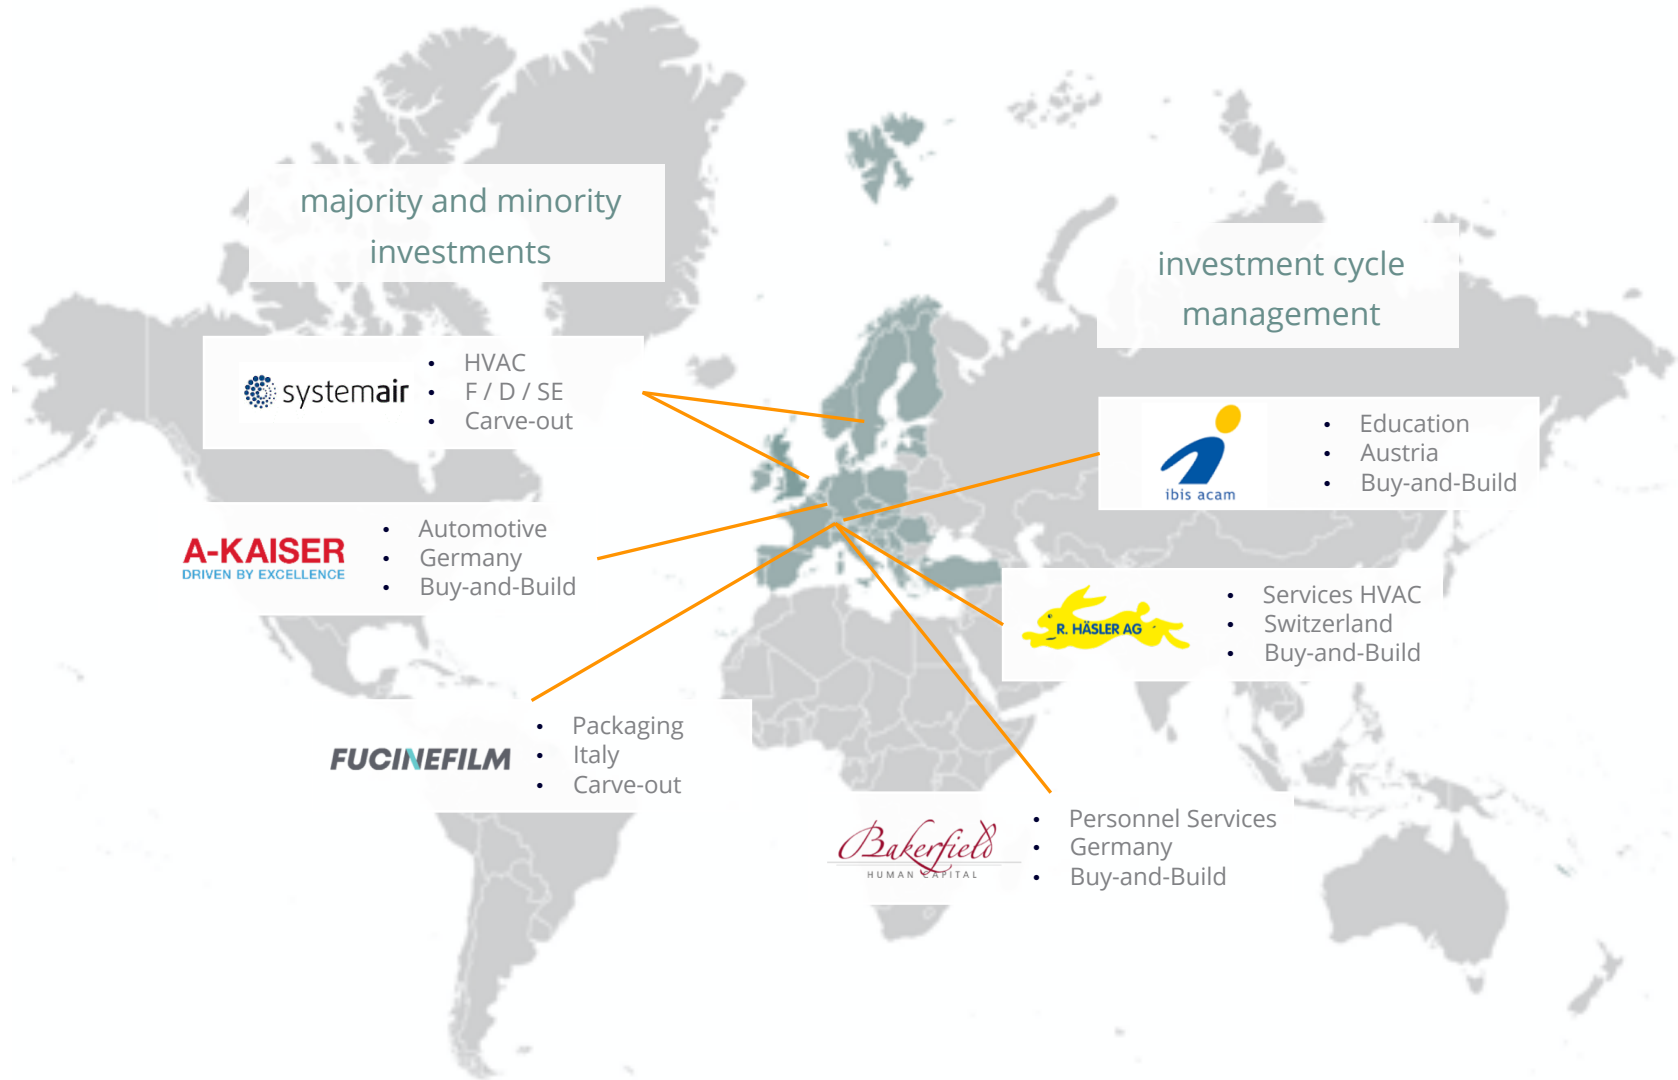 majority and minority
investments
investment cycle
management
systemair
• HVAC
• F / D / SE
• Carve-out
ibis acam
• Education
• Austria
• Buy-and-Build
A-KAISER
DRIVEN BY EXCELLENCE
• Automotive
• Germany
• Buy-and-Build
R. HÄSLER AG
• Services HVAC
• Switzerland
• Buy-and-Build
FUCINEFILM
• Packaging
• Italy
• Carve-out
Bakerfield
HUMAN CAPITAL
• Personnel Services
• Germany
• Buy-and-Build